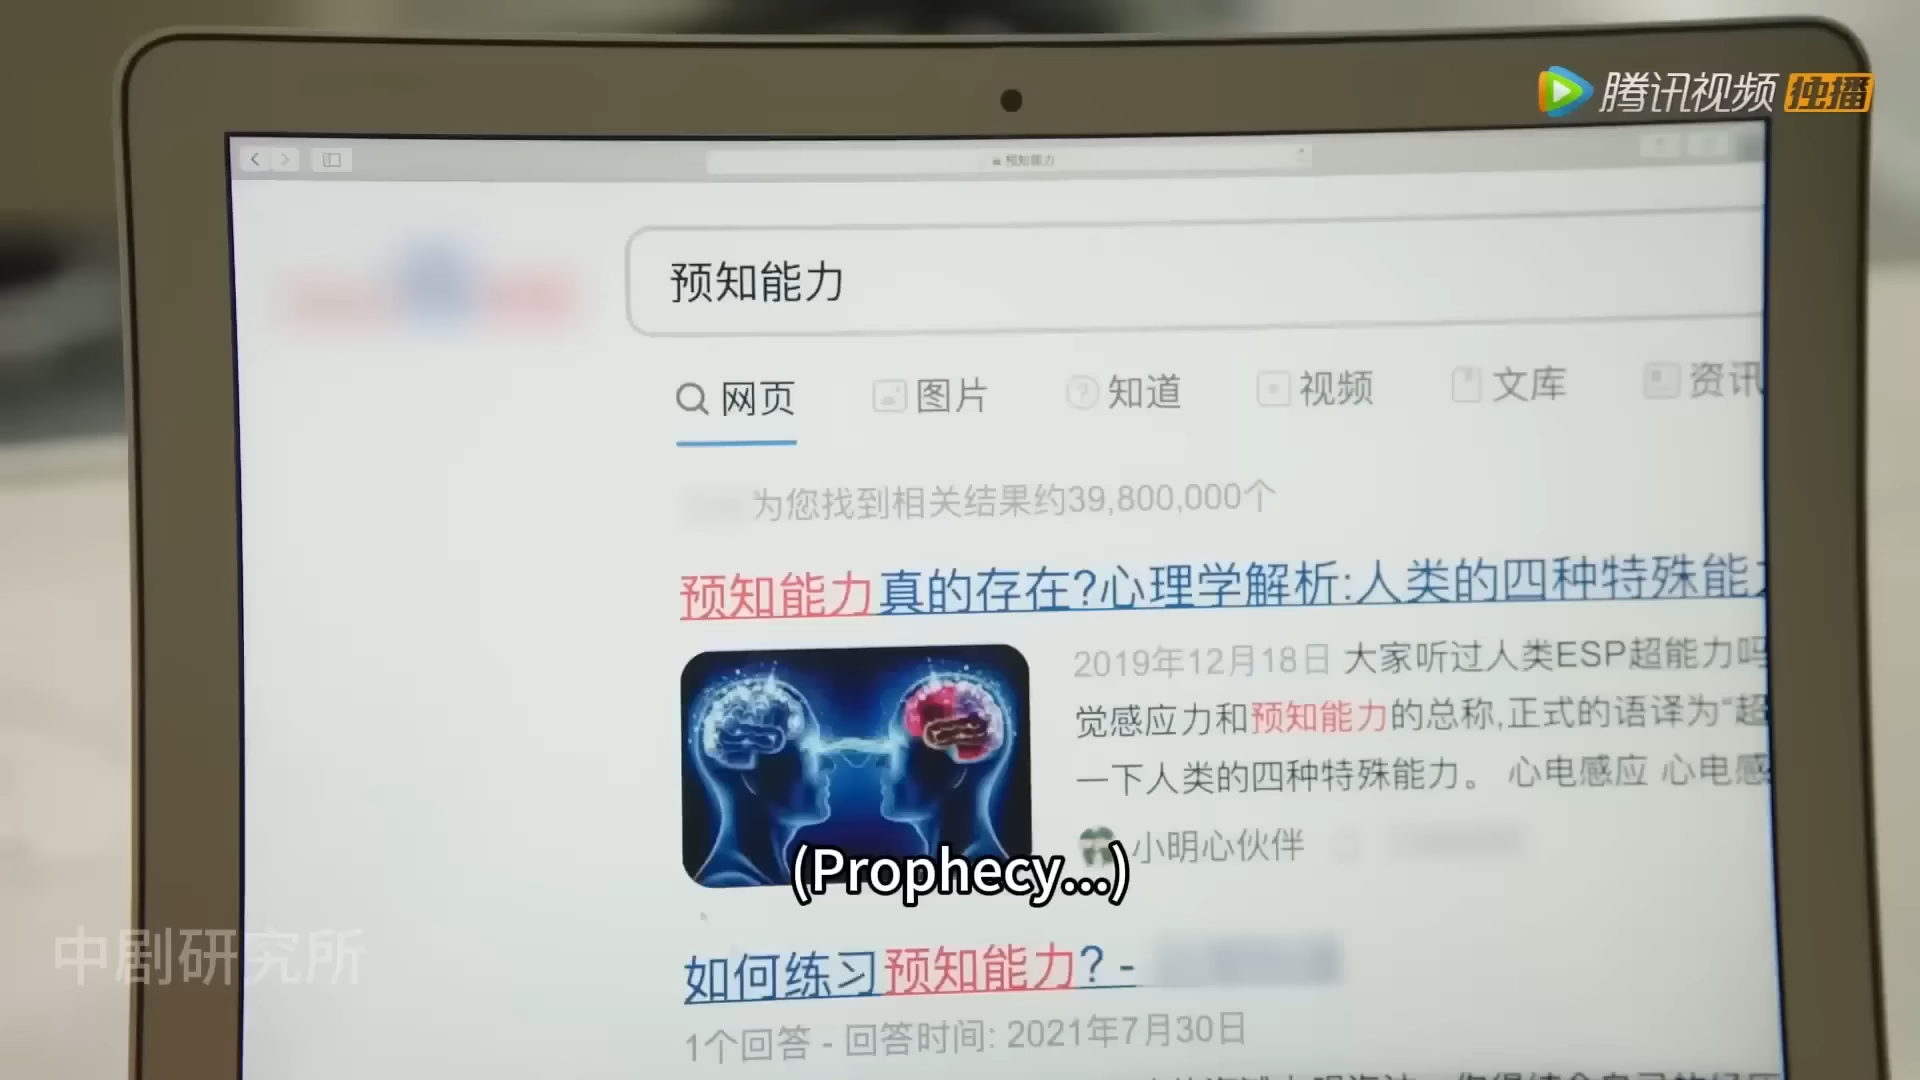 腾讯视频 独播
预知能力
预知能力
网页 图片 知道 视频 文库 资讯
为您找到相关结果约39,800,000个
预知能力真的存在?心理学解析:人类的四种特殊能
2019年12月18日 大家听过人类ESP超能力吗
觉感应力和预知能力的总称,正式的语译为“超
一下人类的四种特殊能力。 心电感应 心电感
小明心伙伴
(Prophecy...)
中剧研究所
如何练习预知能力? -
1个回答 - 回答时间: 2021年7月30日